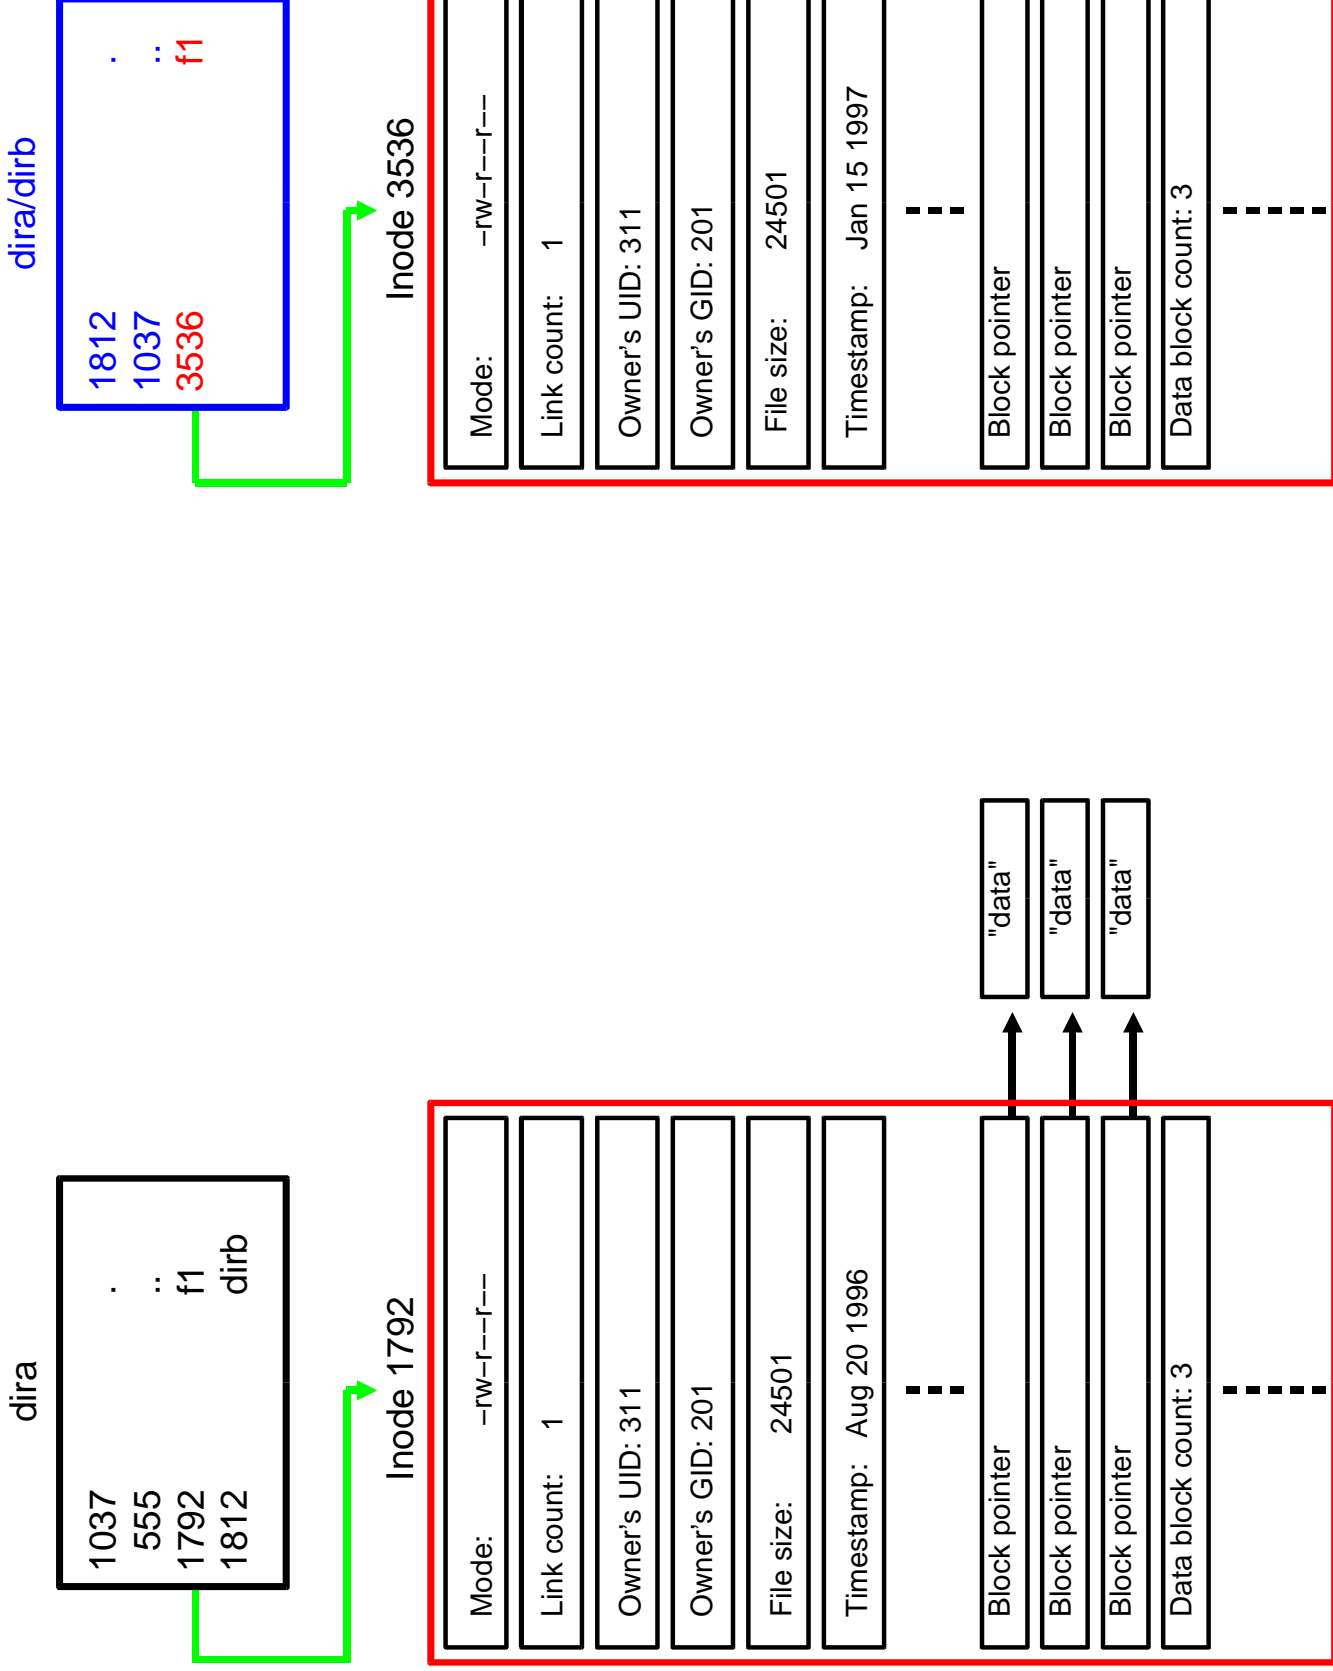 dira
1037 .
555 ..
1792 f1
1812 dirb
Inode 1792
Mode: –rw–r––r––
Link count: 1
Owner’s UID: 311
Owner’s GID: 201
File size: 24501
Timestamp: Aug 20 1996
Block pointer "data"
Block pointer "data"
Block pointer "data"
Data block count: 3
dira/dirb
1812 .
1037 ..
3536 f1
Inode 3536
Mode: –rw–r––r––
Link count: 1
Owner’s UID: 311
Owner’s GID: 201
File size: 24501
Timestamp: Jan 15 1997
Block pointer
Block pointer
Block pointer
Data block count: 3